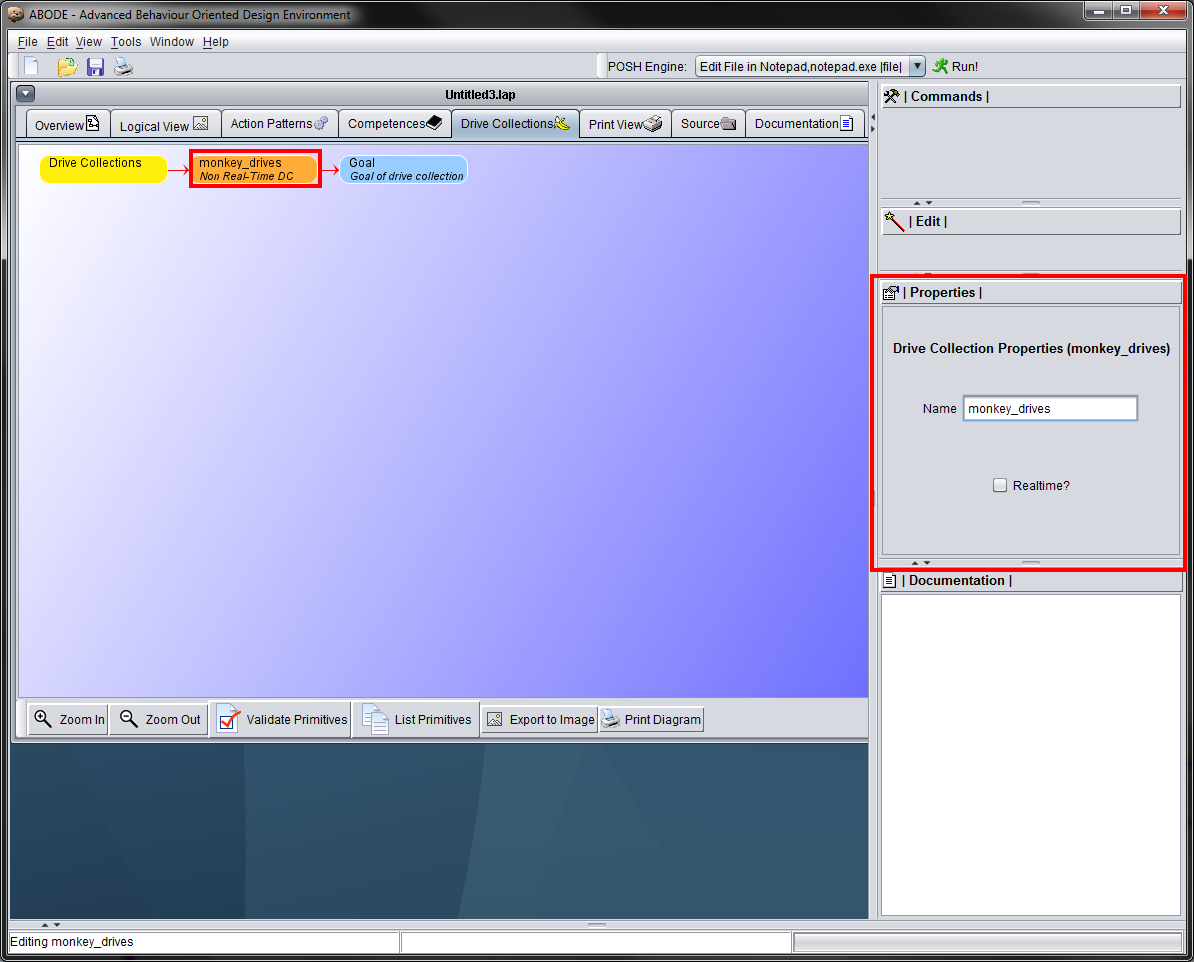 ABODE - Advanced Behaviour Oriented Design Environment
File Edit View Tools Window Help
POSH Engine: Edit File in Notepad,notepad.exe |file| Run!
Untitled3.lap
Overview Logical View Action Patterns Competences Drive Collections Print View Source Documentation
Drive Collections
monkey_drives
Non Real-Time DC
Goal
Goal of drive collection
Zoom In Zoom Out Validate Primitives List Primitives Export to Image Print Diagram
| Commands |
| Edit |
| Properties |
Drive Collection Properties (monkey_drives)
Name monkey_drives
Realtime?
| Documentation |
Editing monkey_drives